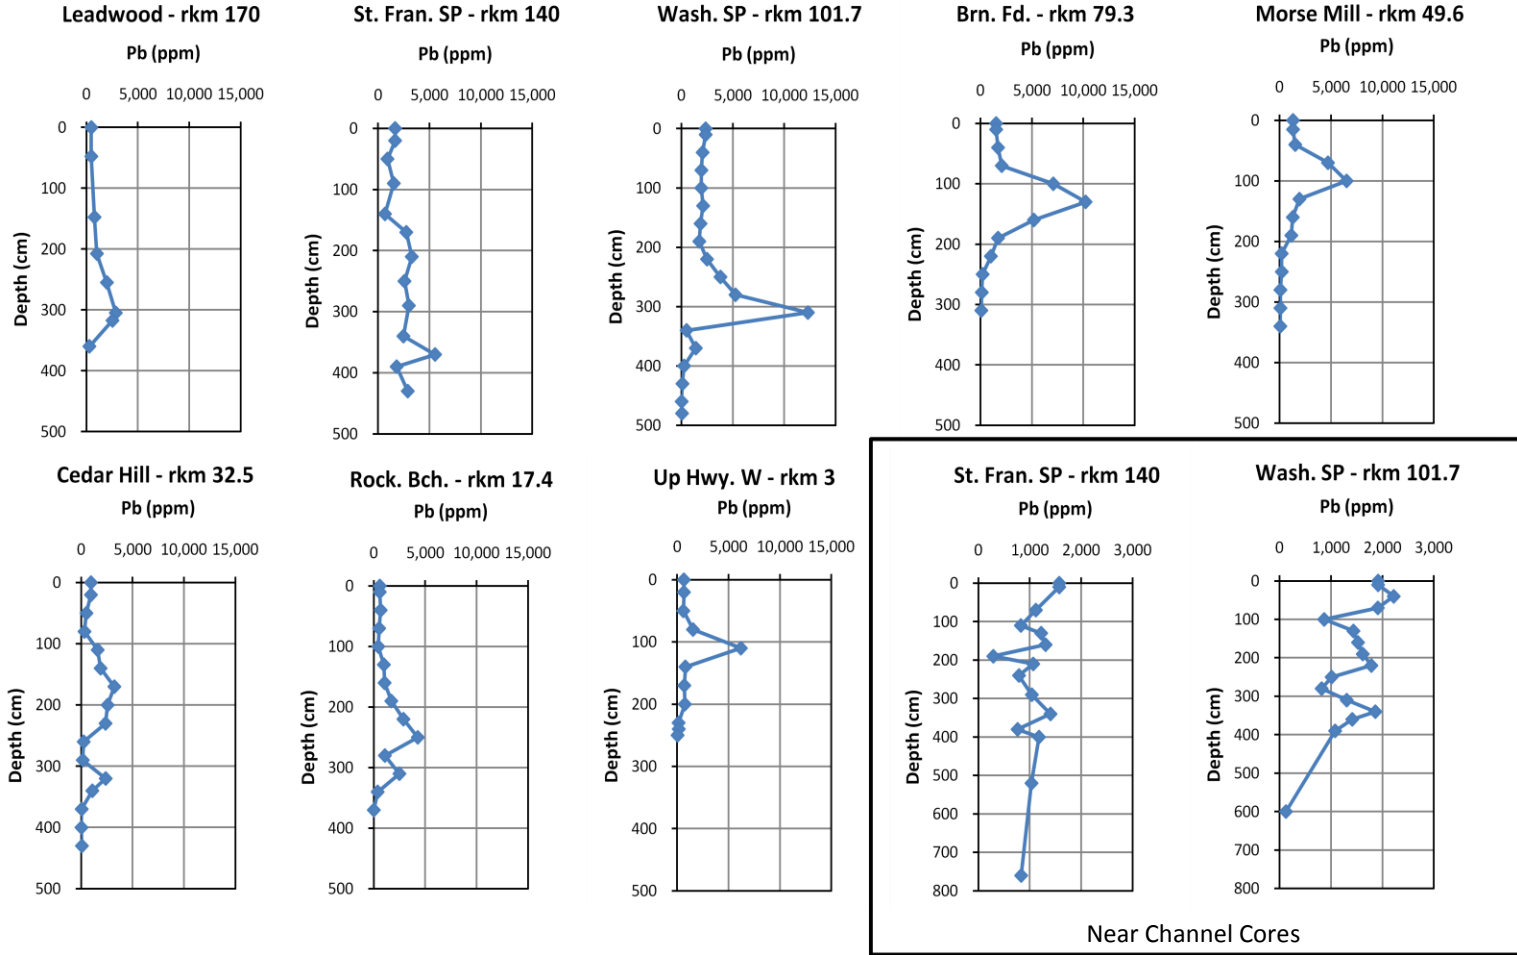 Leadwood - rkm 170
Pb (ppm)
0 5,000 10,000 15,000
0
100
200
300
400
500
Depth (cm)
St. Fran. SP - rkm 140
Pb (ppm)
0 5,000 10,000 15,000
0
100
200
300
400
500
Depth (cm)
Wash. SP - rkm 101.7
Pb (ppm)
0 5,000 10,000 15,000
0
100
200
300
400
500
Depth (cm)
Brn. Fd. - rkm 79.3
Pb (ppm)
0 5,000 10,000 15,000
0
100
200
300
400
500
Depth (cm)
Morse Mill - rkm 49.6
Pb (ppm)
0 5,000 10,000 15,000
0
100
200
300
400
500
Depth (cm)
Cedar Hill - rkm 32.5
Pb (ppm)
0 5,000 10,000 15,000
0
100
200
300
400
500
Depth (cm)
Rock. Bch. - rkm 17.4
Pb (ppm)
0 5,000 10,000 15,000
0
100
200
300
400
500
Depth (cm)
Up Hwy. W - rkm 3
Pb (ppm)
0 5,000 10,000 15,000
0
100
200
300
400
500
Depth (cm)
St. Fran. SP - rkm 140
Pb (ppm)
0 1,000 2,000 3,000
0
100
200
300
400
500
600
700
800
Depth (cm)
Wash. SP - rkm 101.7
Pb (ppm)
0 1,000 2,000 3,000
0
100
200
300
400
500
600
700
800
Depth (cm)
Near Channel Cores